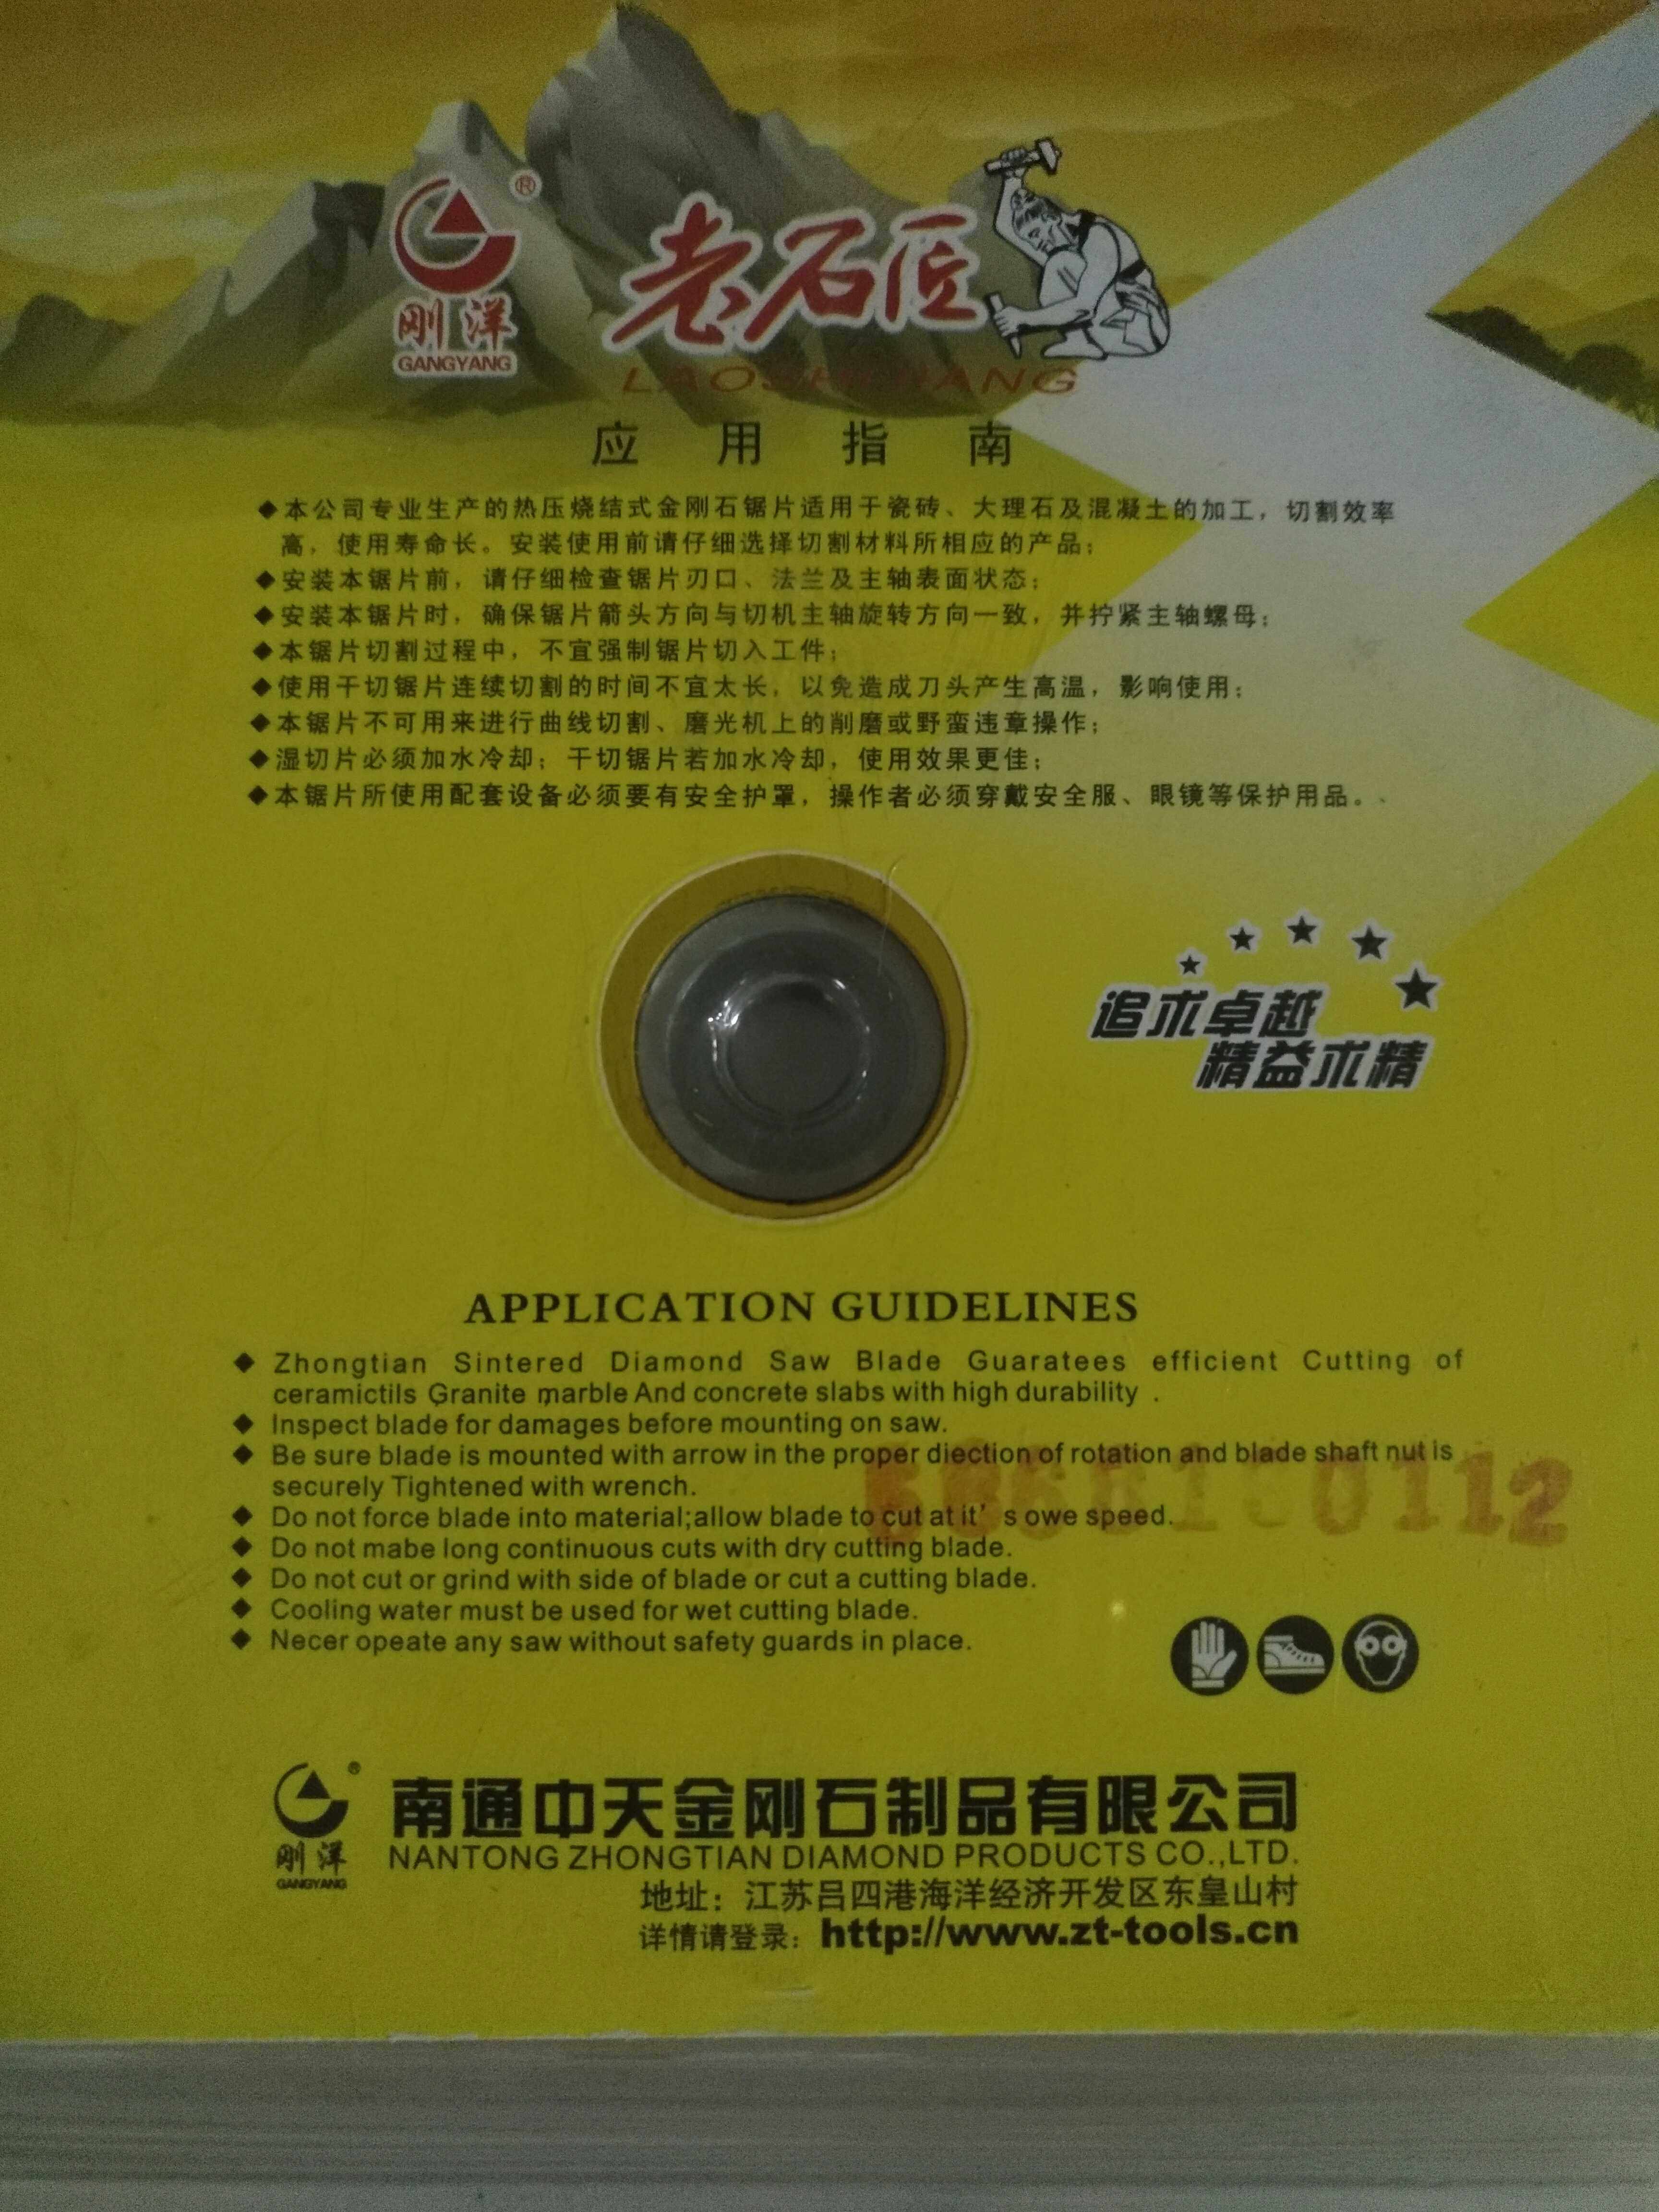 ®
刚洋
GANGYANG
老石匠
LAOSHIJIANG
应用指南
◆本公司专业生产的热压烧结式金刚石锯片适用于瓷砖、大理石及混凝土的加工，切割效率
高，使用寿命长。安装使用前请仔细选择切割材料所相应的产品；
◆安装本锯片前，请仔细检查锯片刃口、法兰及主轴表面状态；
◆安装本锯片时，确保锯片箭头方向与切机主轴旋转方向一致，并拧紧主轴螺母；
◆本锯片切割过程中，不宜强制锯片切入工件；
◆使用干切锯片连续切割的时间不宜太长，以免造成刀头产生高温，影响使用；
◆本锯片不可用来进行曲线切割、磨光机上的削磨或野蛮违章操作；
◆湿切片必须加水冷却；干切锯片若加水冷却，使用效果更佳；
◆本锯片所使用配套设备必须要有安全护罩，操作者必须穿戴安全服、眼镜等保护用品。
追求卓越
精益求精
APPLICATION GUIDELINES
◆ Zhongtian Sintered Diamond Saw Blade Guaratees efficient Cutting of
ceramictils Granite marble And concrete slabs with high durability .
◆ Inspect blade for damages before mounting on saw.
◆ Be sure blade is mounted with arrow in the proper diection of rotation and blade shaft nut is
securely Tightened with wrench.
◆ Do not force blade into material;allow blade to cut at it's owe speed.
◆ Do not mabe long continuous cuts with dry cutting blade.
◆ Do not cut or grind with side of blade or cut a cutting blade.
◆ Cooling water must be used for wet cutting blade.
◆ Necer opeate any saw without safety guards in place.
®
刚洋
GANGYANG
南通中天金刚石制品有限公司
NANTONG ZHONGTIAN DIAMOND PRODUCTS CO.,LTD.
地址：江苏吕四港海洋经济开发区东皇山村
详情请登录：http://www.zt-tools.cn